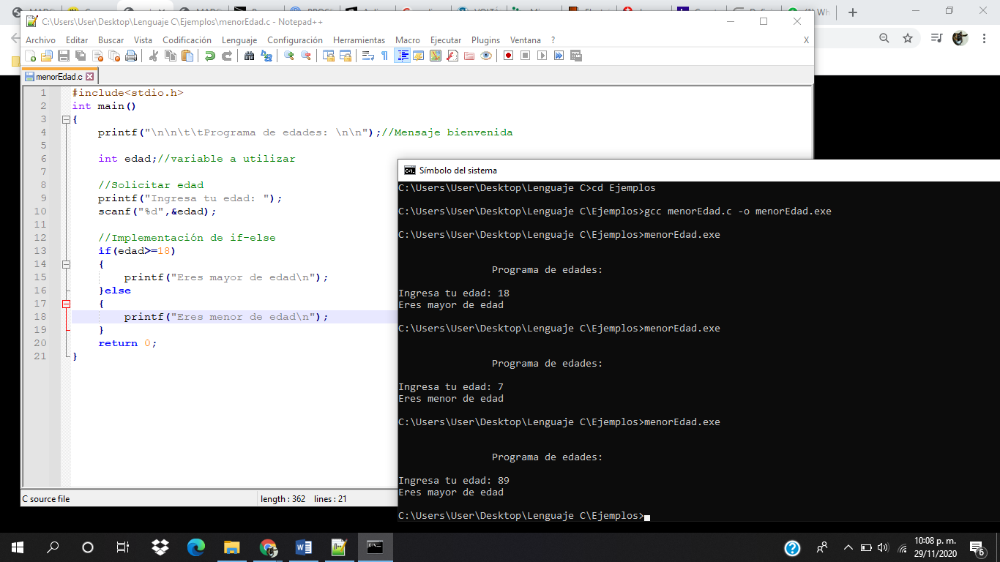 C:\Users\User\Desktop\Lenguaje C\Ejemplos\menorEdad.c - Notepad++
Archivo Editar Buscar Vista Codificación Lenguaje Configuración Herramientas Macro Ejecutar Plugins Ventana ? X
menorEdad.c
1 #include<stdio.h>
2 int main()
3 {
4 printf("\n\n\t\tPrograma de edades: \n\n");//Mensaje bienvenida
5
6 int edad;//variable a utilizar
7
8 //Solicitar edad
9 printf("Ingresa tu edad: ");
10 scanf("%d",&edad);
11
12 //Implementación de if-else
13 if(edad>=18)
14 {
15 printf("Eres mayor de edad\n");
16 }else
17 {
18 printf("Eres menor de edad\n");
19 }
20 return 0;
21 }
C source file length : 362 lines : 21
Símbolo del sistema
C:\Users\User\Desktop\Lenguaje C>cd Ejemplos
C:\Users\User\Desktop\Lenguaje C\Ejemplos>gcc menorEdad.c -o menorEdad.exe
C:\Users\User\Desktop\Lenguaje C\Ejemplos>menorEdad.exe
Programa de edades:
Ingresa tu edad: 18
Eres mayor de edad
C:\Users\User\Desktop\Lenguaje C\Ejemplos>menorEdad.exe
Programa de edades:
Ingresa tu edad: 7
Eres menor de edad
C:\Users\User\Desktop\Lenguaje C\Ejemplos>menorEdad.exe
Programa de edades:
Ingresa tu edad: 89
Eres mayor de edad
C:\Users\User\Desktop\Lenguaje C\Ejemplos>
10:08 p. m.
29/11/2020
6